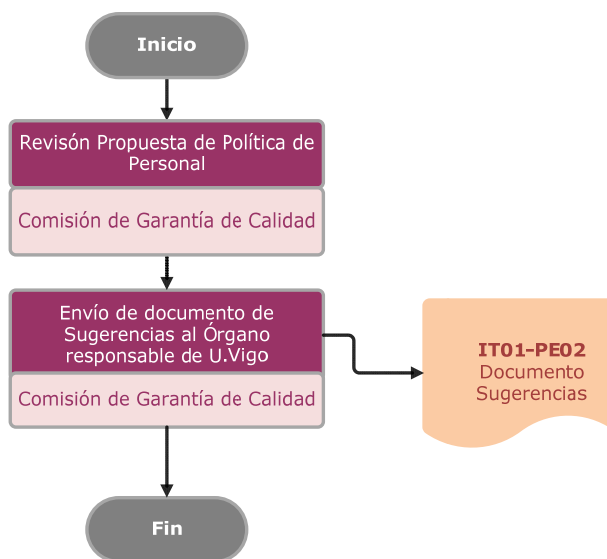 Inicio
Revisón Propuesta de Política de
Personal
Comisión de Garantía de Calidad
Envío de documento de
Sugerencias al Órgano
responsable de U.Vigo
Comisión de Garantía de Calidad
IT01-PE02
Documento
Sugerencias
Fin